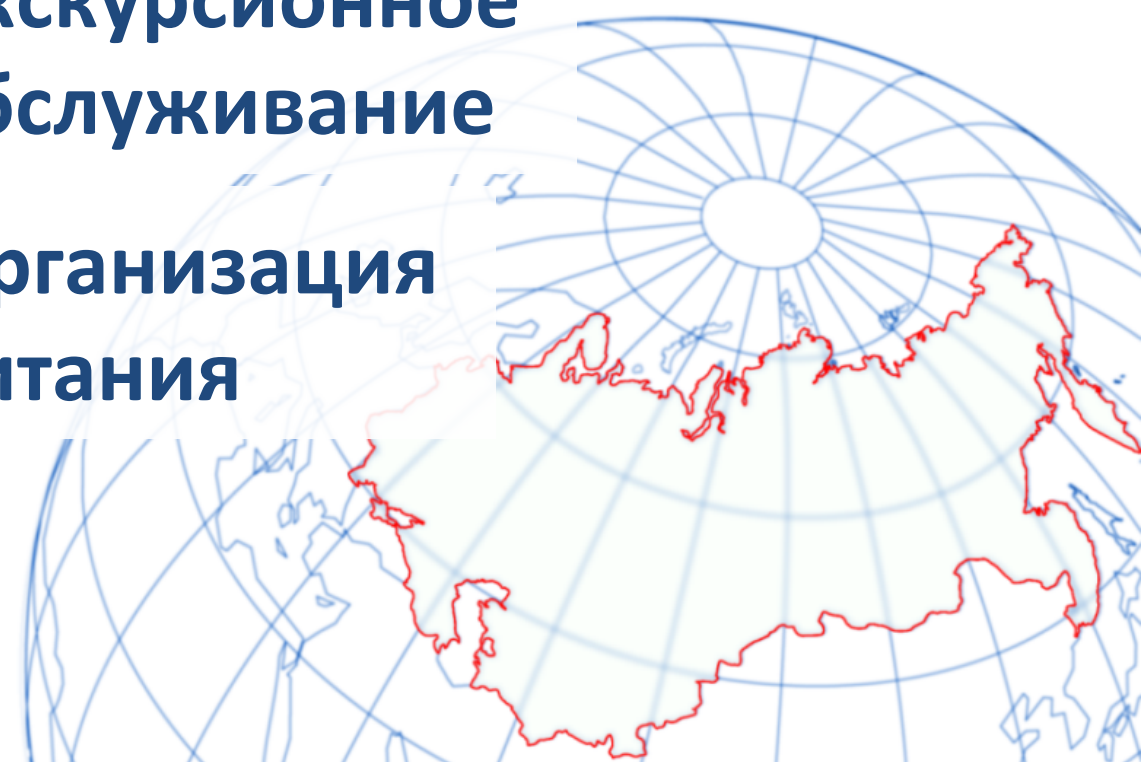 кскурсионное
бслуживание
рганизация
итания